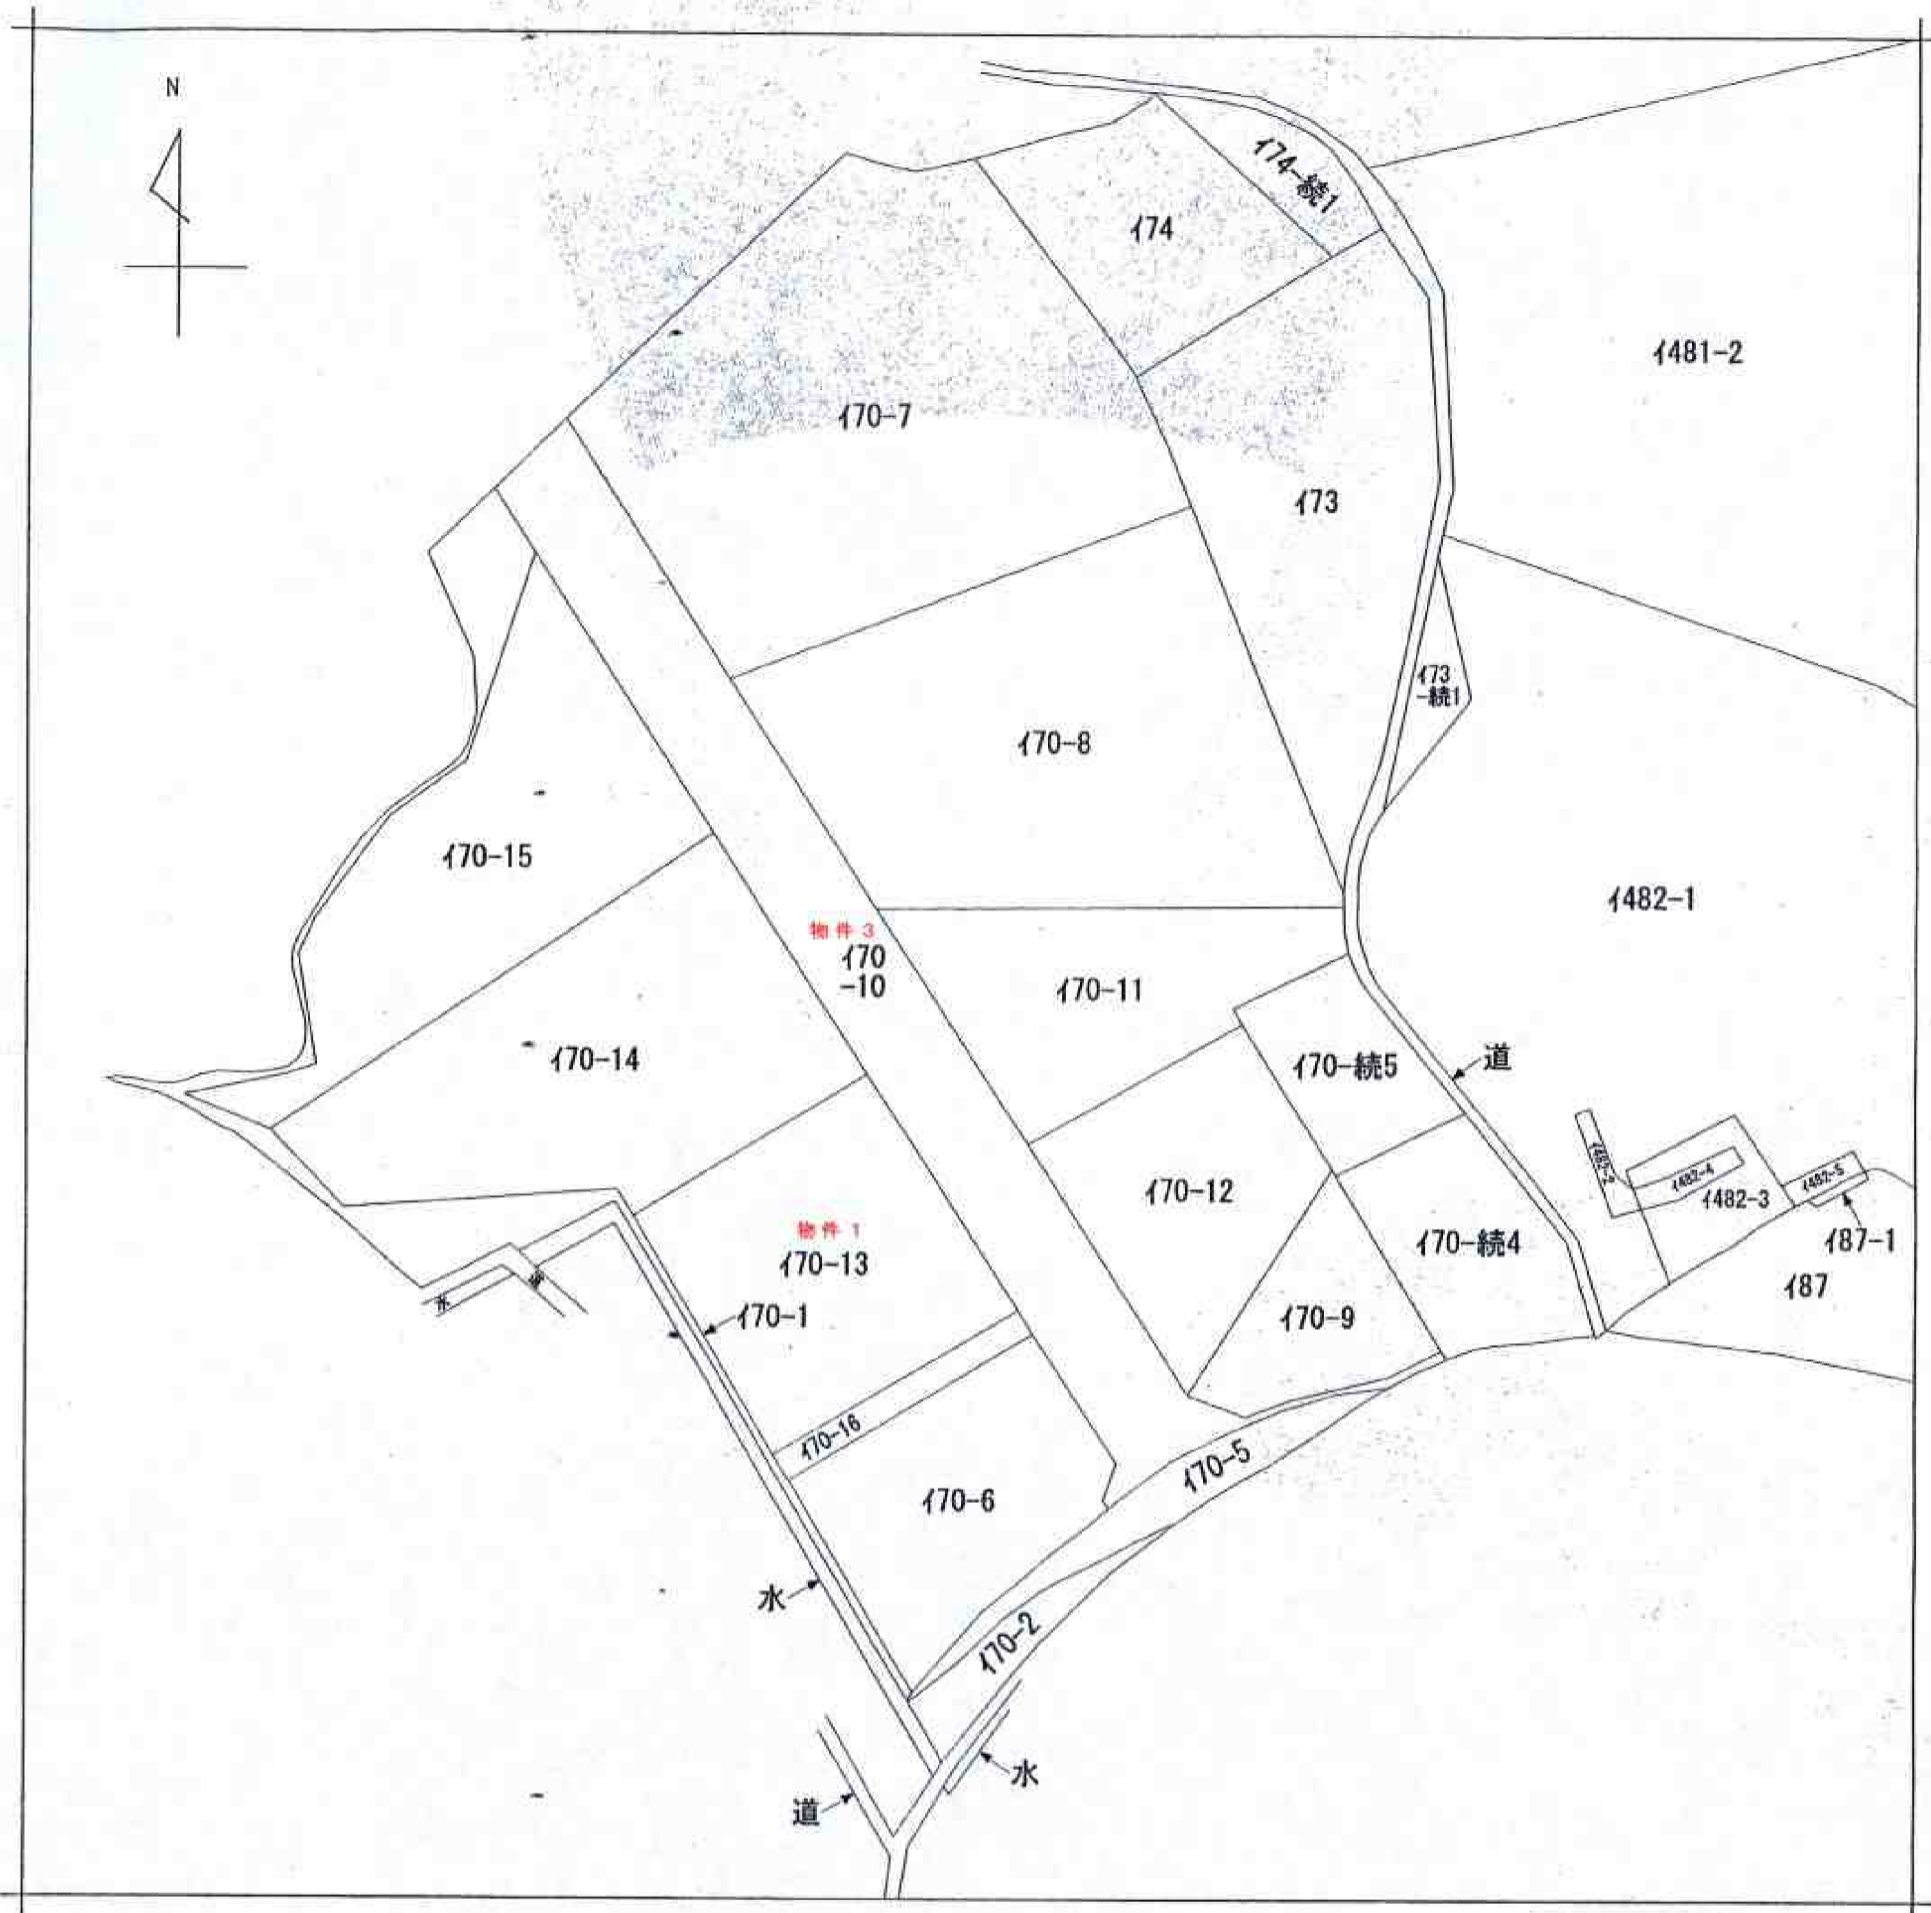 N
イ74-続1
イ74
イ481-2
イ70-7
イ73
イ73
-続1
イ70-8
イ70-15
イ482-1
物件 3
イ70
-10
イ70-11
イ70-14
道
イ70-続5
イ482-2
イ482-4
イ482-5
イ70-12
イ482-3
物件 1
イ70-13
イ70-続4
イ87-1
道
イ87
水
イ70-1
イ70-9
イ70-16
イ70-5
イ70-6
水
イ70-2
水
道